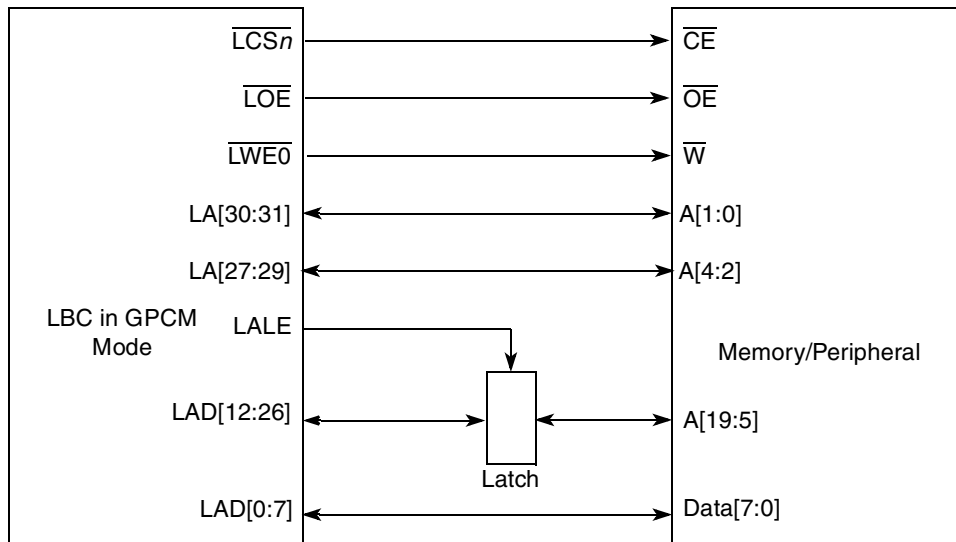 LCSn CE
LOE OE
LWE0 W
LA[30:31] A[1:0]
LA[27:29] A[4:2]
LBC in GPCM
Mode
LALE
Memory/Peripheral
LAD[12:26] A[19:5]
Latch
LAD[0:7] Data[7:0]